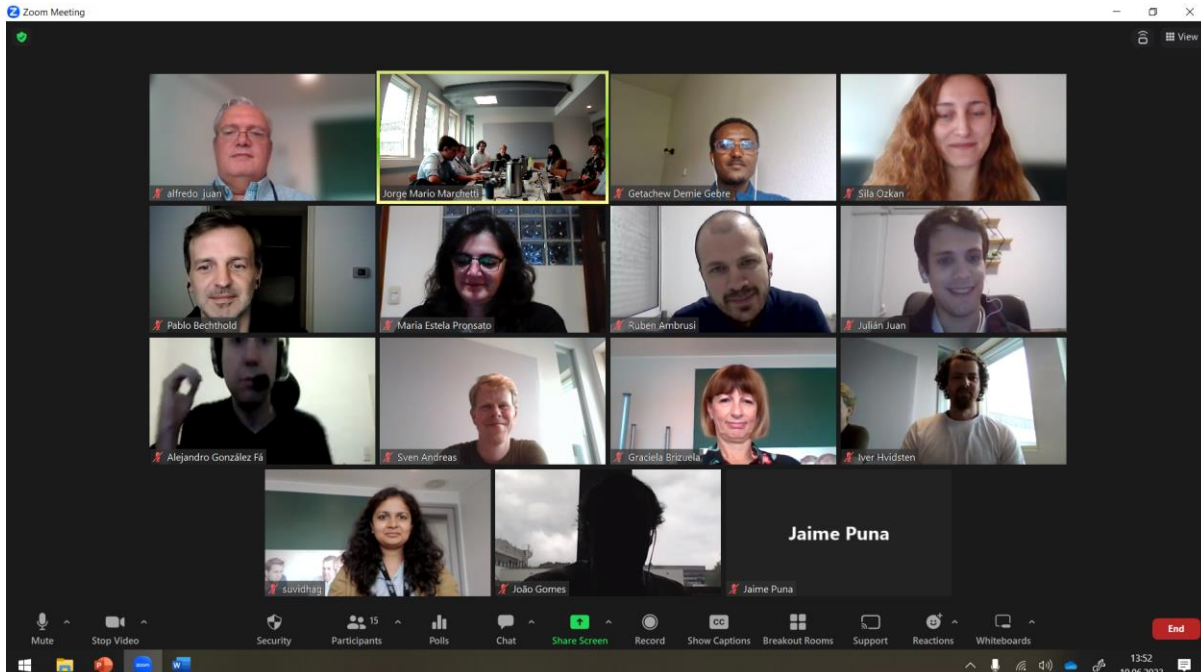 Zoom Meeting
View
alfredo juan
Jorge Mario Marchetti
Getachew Demie Gebre
Sila Ozkan
Pablo Bechthold
Maria Estela Pronsato
Ruben Ambrusi
Julián Juan
Alejandro González Fá
Sven Andreas
Graciela Brizuela
Iver Hvidsten
suvidhag
João Gomes
Jaime Puna
Jaime Puna
15
CC
Mute
Stop Video
Security
Participants
Polls
Chat
Share Screen
Record
Show Captions
Breakout Rooms
Support
Reactions
Whiteboards
End
13:52